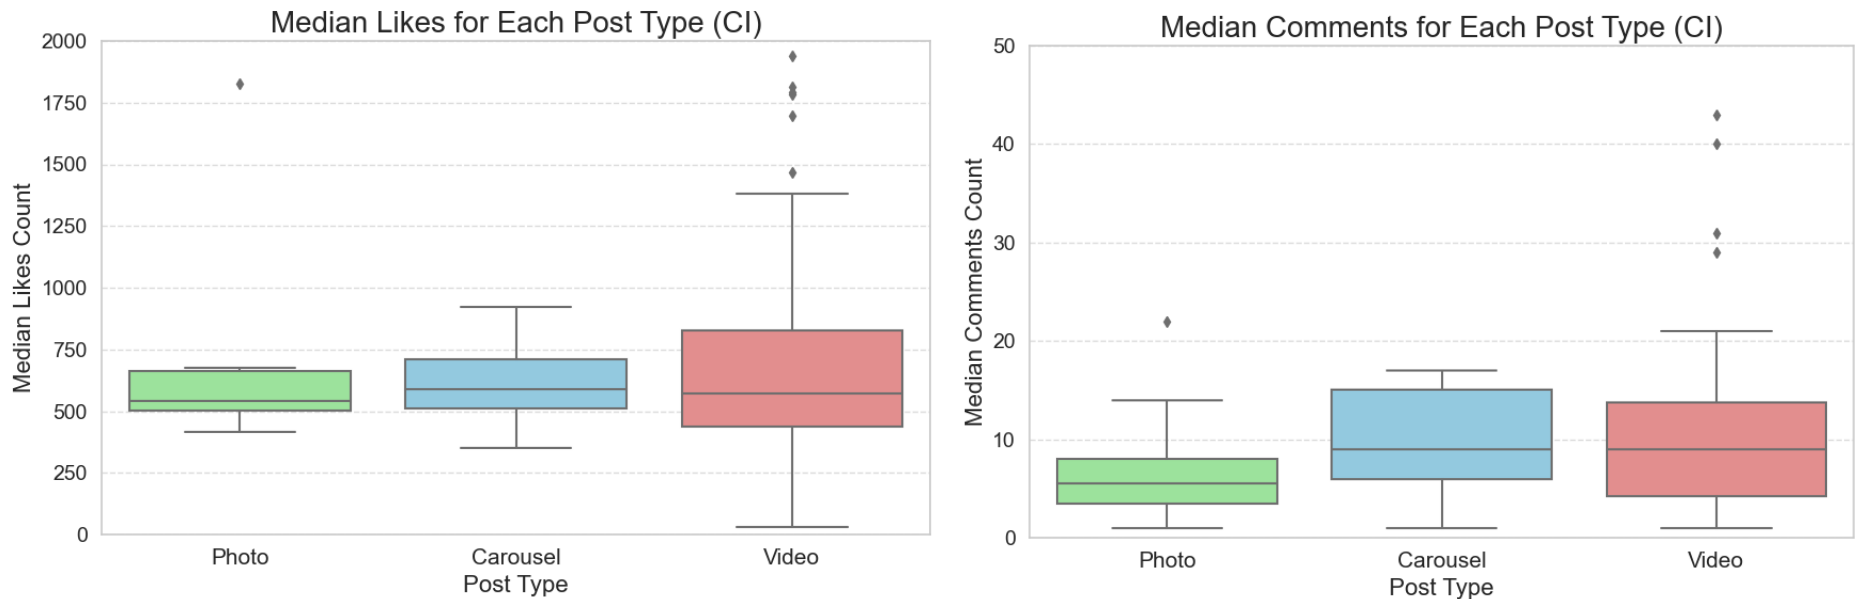 Median Likes for Each Post Type (CI)
2000
1750
1500
1250
1000
750
500
250
0
Median Likes Count
Photo
Carousel
Video
Post Type
Median Comments for Each Post Type (CI)
50
40
30
20
10
0
Median Comments Count
Photo
Carousel
Video
Post Type